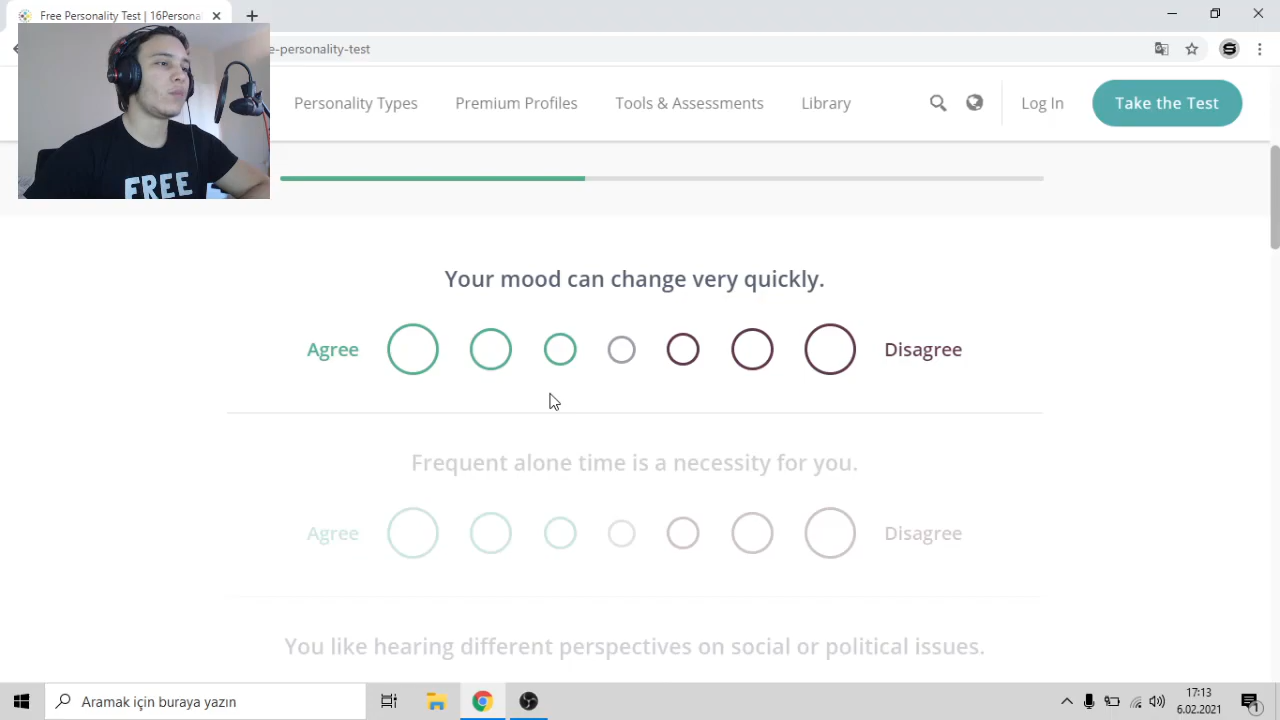 Free Personality Test | 16Persona
e-personality-test
Personality Types
Premium Profiles
Tools & Assessments
Library
Log In
Take the Test
FREE
Your mood can change very quickly.
Agree
Disagree
Frequent alone time is a necessity for you.
Agree
Disagree
You like hearing different perspectives on social or political issues.
Aramak için buraya yazın
17:13
6.02.2021
1